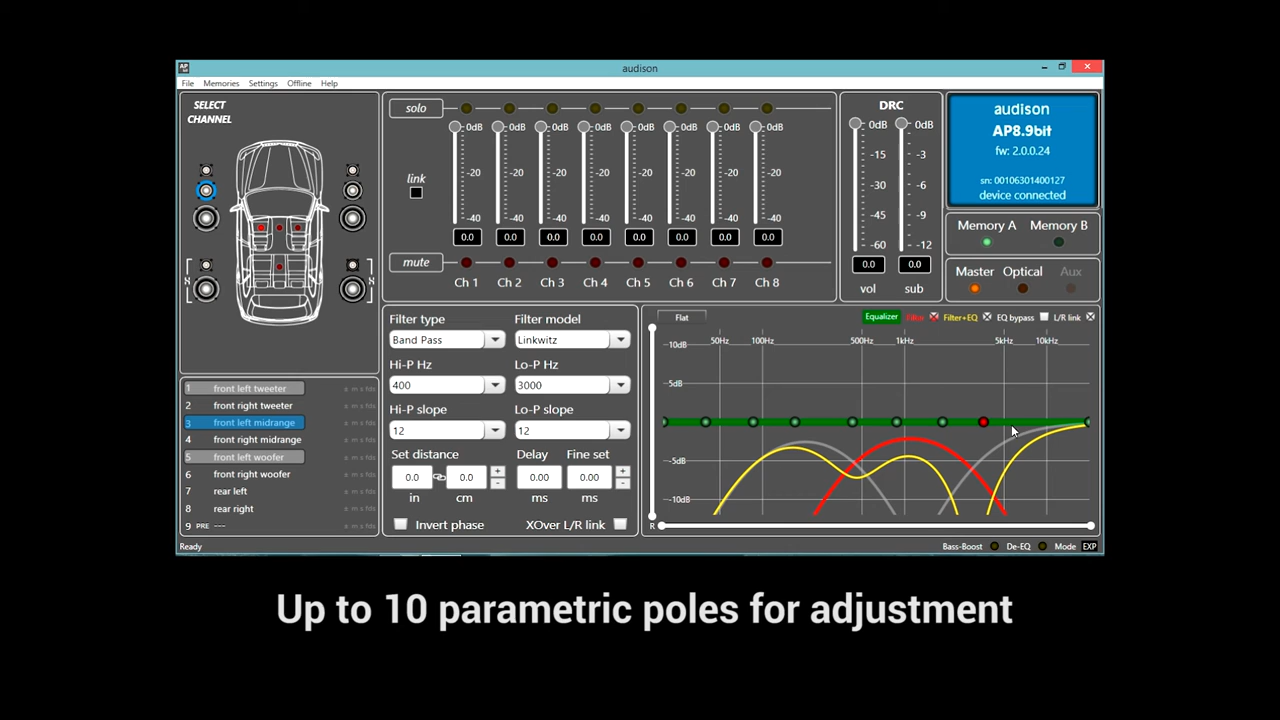 audison
File Memories Settings Offline Help
SELECT
CHANNEL
1 front left tweeter
2 front right tweeter
3 front left midrange
4 front right midrange
5 front left woofer
6 front right woofer
7 rear left
8 rear right
9 PRE ---
solo
0dB 0dB 0dB 0dB 0dB 0dB 0dB 0dB
link
-20 -20 -20 -20 -20 -20 -20 -20
-40 -40 -40 -40 -40 -40 -40 -40
0.0 0.0 0.0 0.0 0.0 0.0 0.0 0.0
mute
Ch 1 Ch 2 Ch 3 Ch 4 Ch 5 Ch 6 Ch 7 Ch 8
DRC
0dB 0dB
-15 -3
-30 -6
-45 -9
-60 -12
0.0 0.0
vol sub
audison
AP8.9bit
fw: 2.0.0.24
sn: 00106301400127
device connected
Memory A Memory B
Master Optical Aux
Filter type Filter model
Band Pass Linkwitz
Hi-P Hz Lo-P Hz
400 3000
Hi-P slope Lo-P slope
12 12
Set distance Delay Fine set
0.0 0.0 + - 0.00 0.00 + -
in cm ms ms
Invert phase XOver L/R link
Flat Equalizer Filter Filter+EQ EQ bypass L/R link
50Hz 100Hz 500Hz 1kHz 5kHz 10kHz
-10dB
5dB
-5dB
-10dB
R
Ready
Bass-Boost De-EQ Mode EXP
Up to 10 parametric poles for adjustment